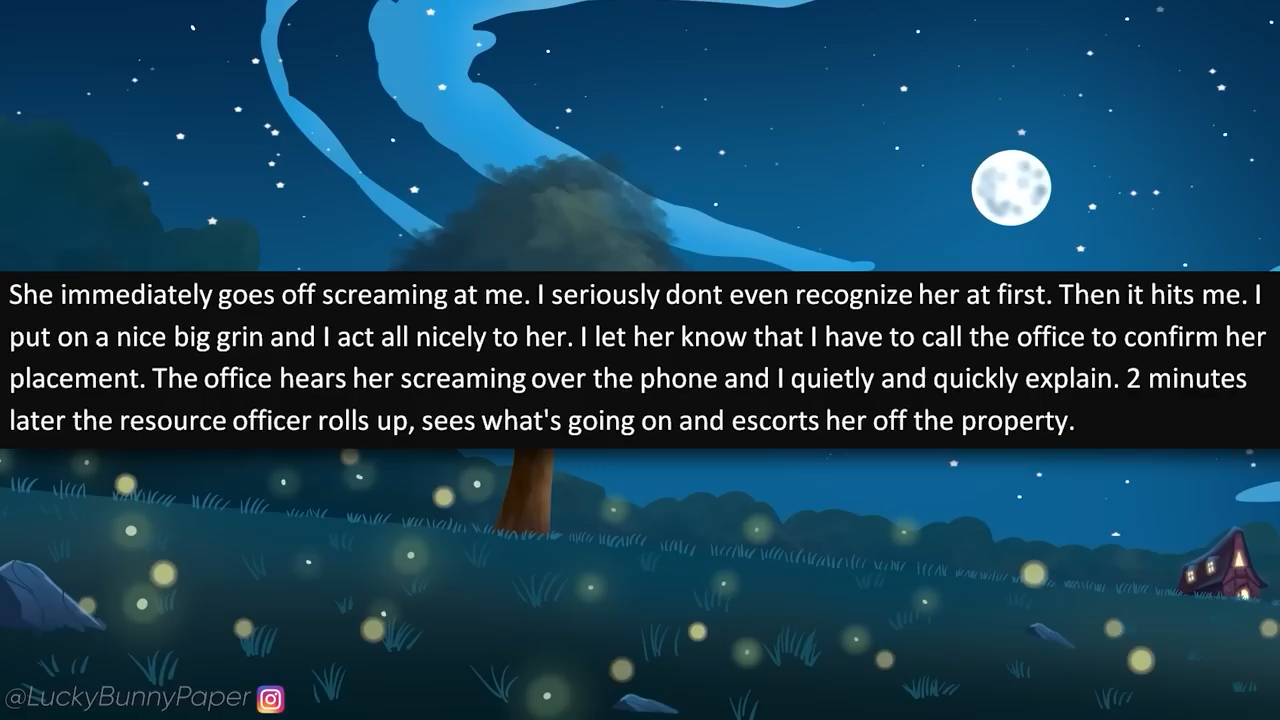 She immediately goes off screaming at me. I seriously dont even recognize her at first. Then it hits me. I
put on a nice big grin and I act all nicely to her. I let her know that I have to call the office to confirm her
placement. The office hears her screaming over the phone and I quietly and quickly explain. 2 minutes
later the resource officer rolls up, sees what's going on and escorts her off the property.
@LuckyBunnyPaper